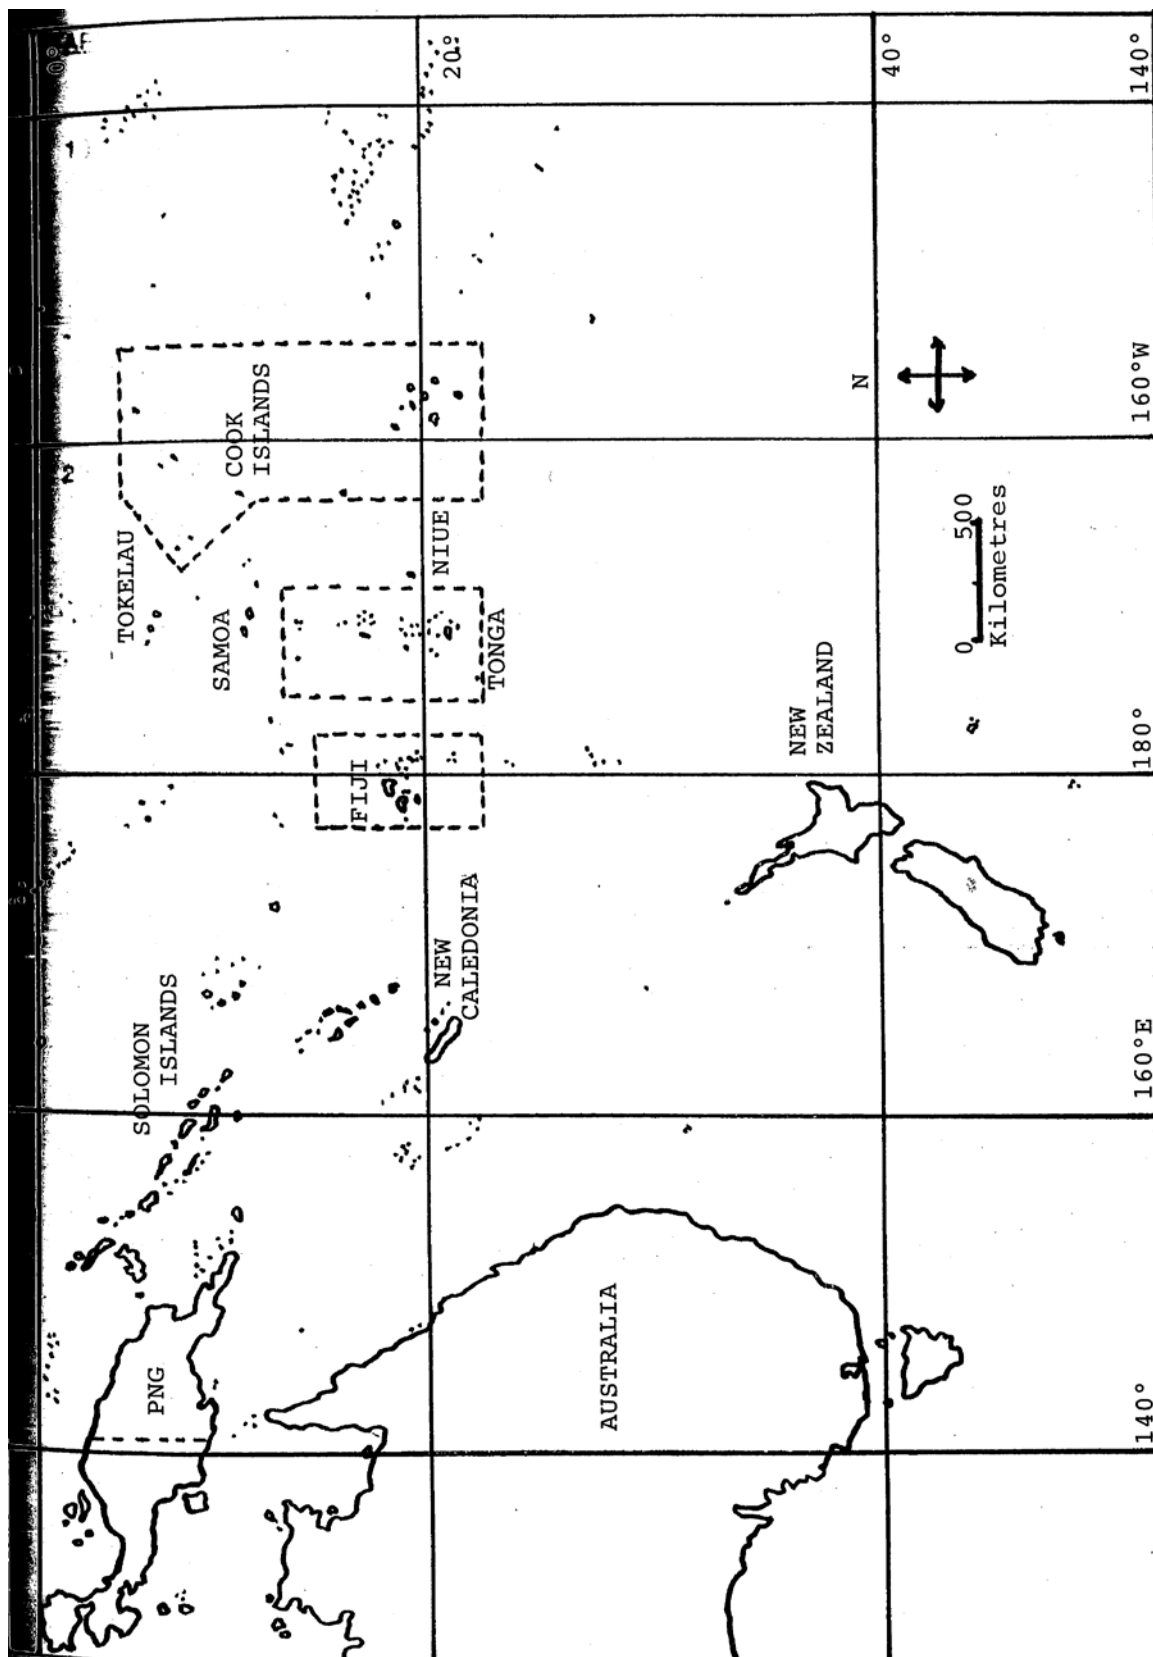 0°
20°
40°
TOKELAU
SAMOA
COOK
ISLANDS
SOLOMON
ISLANDS
PNG
FIJI
TONGA
NIUE
NEW
CALEDONIA
AUSTRALIA
NEW
ZEALAND
N
0 500
Kilometres
140°
160°E
180°
160°W
140°